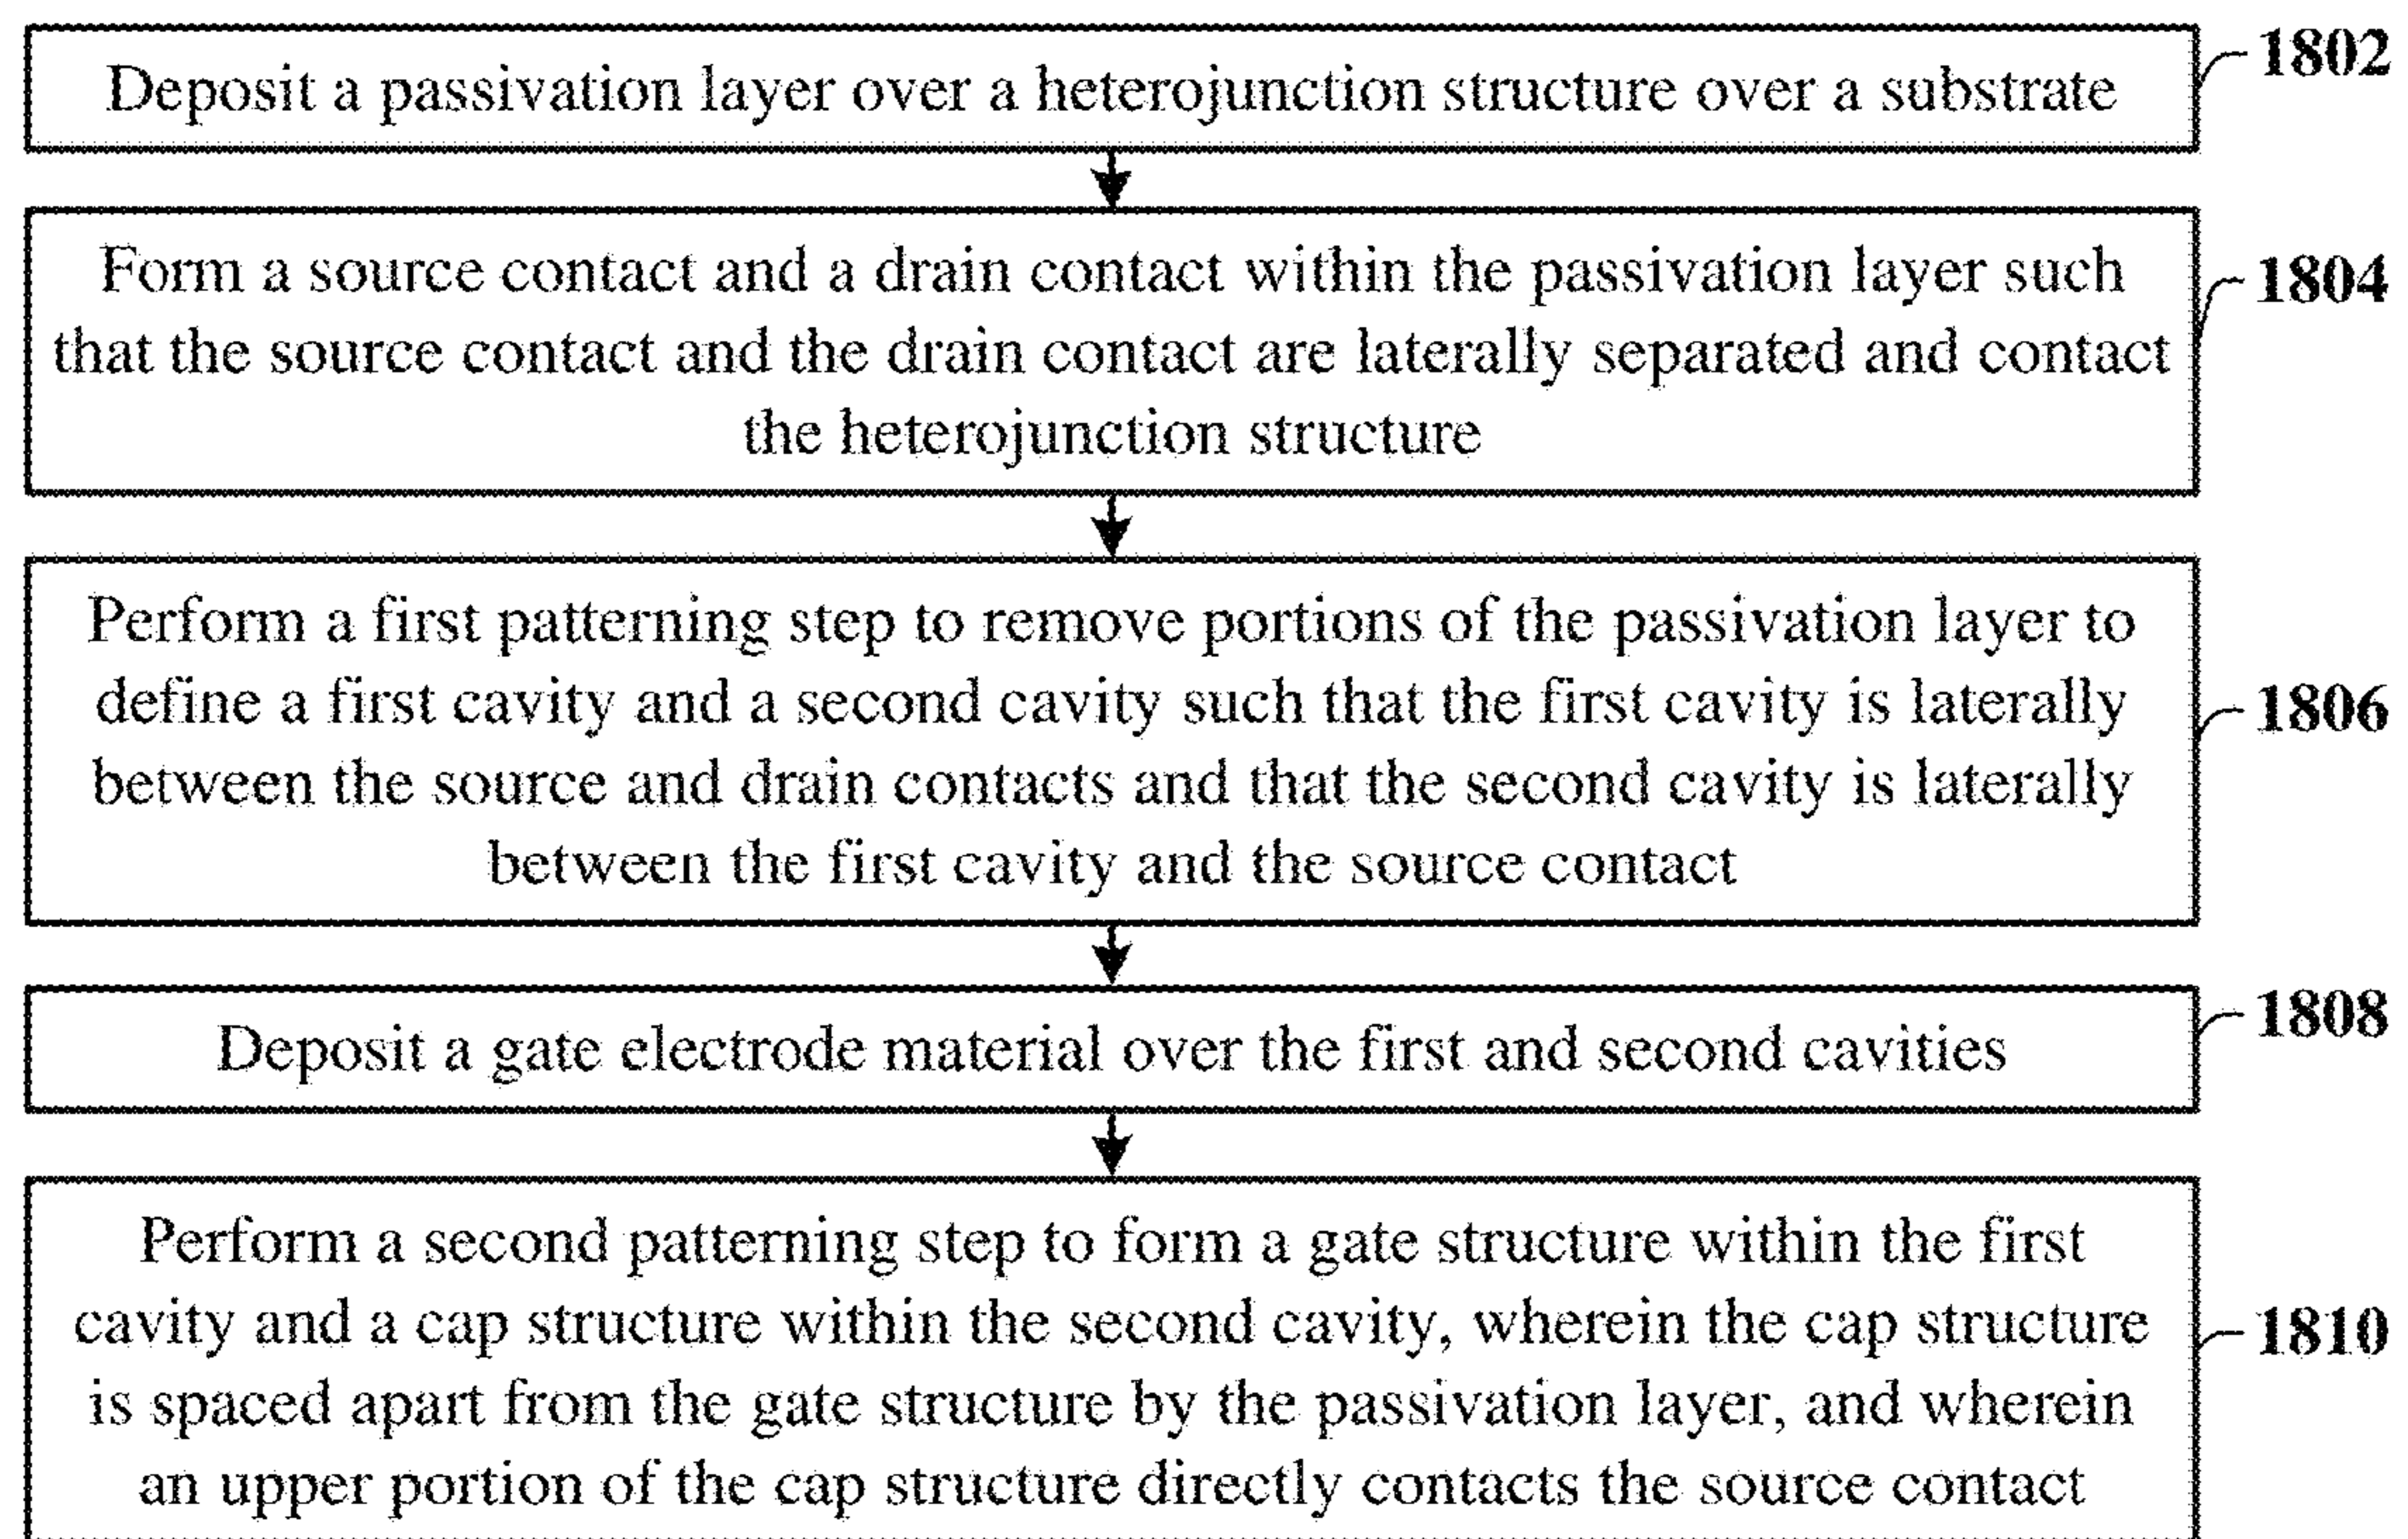 Deposit a passivation layer over a heterojunction structure over a substrate
1802
Form a source contact and a drain contact within the passivation layer such
that the source contact and the drain contact are laterally separated and contact
the heterojunction structure
1804
Perform a first patterning step to remove portions of the passivation layer to
define a first cavity and a second cavity such that the first cavity is laterally
between the source and drain contacts and that the second cavity is laterally
between the first cavity and the source contact
1806
Deposit a gate electrode material over the first and second cavities
1808
Perform a second patterning step to form a gate structure within the first
cavity and a cap structure within the second cavity, wherein the cap structure
is spaced apart from the gate structure by the passivation layer, and wherein
an upper portion of the cap structure directly contacts the source contact
1810